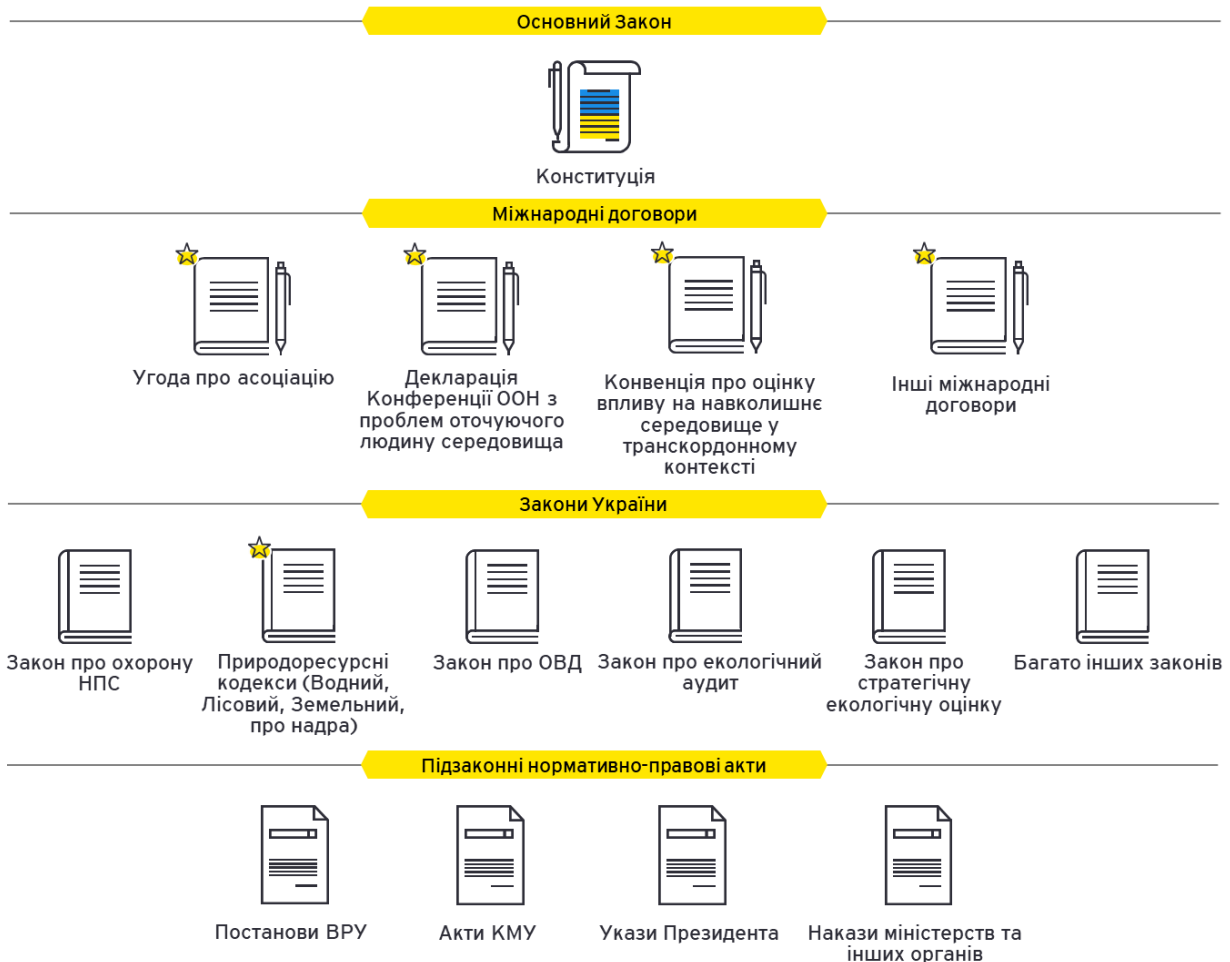 Основний Закон
Конституція
Міжнародні договори
Угода про асоціацію
Декларація
Конференції ООН з
проблем оточуючого
людину середовища
Конвенція про оцінку
впливу на навколишнє
середовище у
транскордонному
контексті
Інші міжнародні
договори
Закони України
Закон про охорону
НПС
Природоресурсні
кодекси (Водний,
Лісовий, Земельний,
про надра)
Закон про ОВД
Закон про екологічний
аудит
Закон про
стратегічну
екологічну оцінку
Багато інших законів
Підзаконні нормативно-правові акти
Постанови ВРУ
Акти КМУ
Укази Президента
Накази міністерств та
інших органів